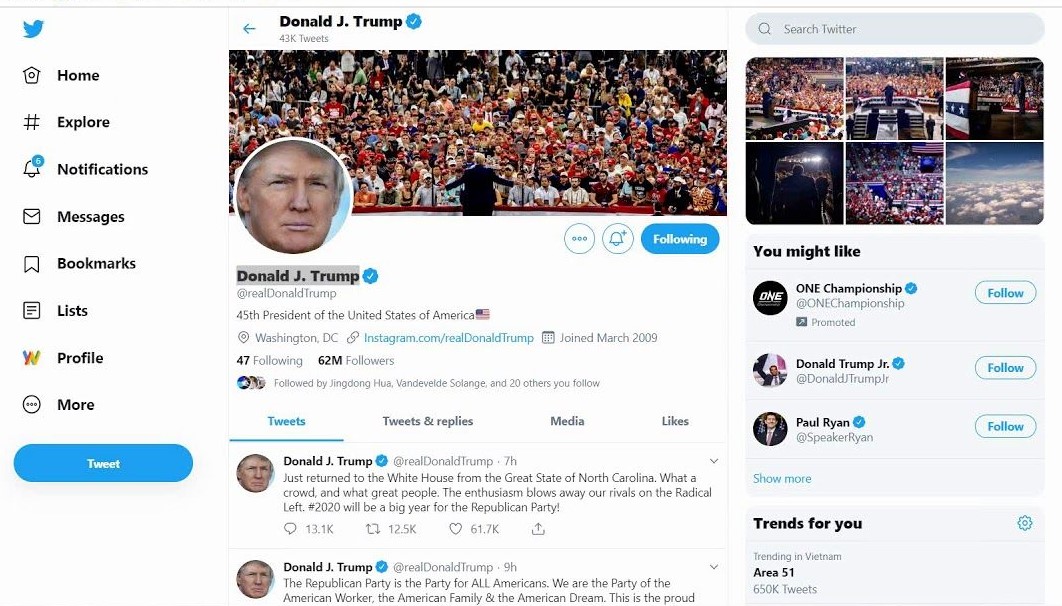 Donald J. Trump
43K Tweets
Search Twitter
Home
Explore
6
Notifications
Messages
Bookmarks
Lists
Profile
More
Tweet
Following
Donald J. Trump
@realDonaldTrump
45th President of the United States of America🇺🇸
Washington, DC Instagram.com/realDonaldTrump Joined March 2009
47 Following 62M Followers
Followed by Jingdong Hua, Vandevelde Solange, and 20 others you follow
Tweets Tweets & replies Media Likes
Donald J. Trump @realDonaldTrump · 7h
Just returned to the White House from the Great State of North Carolina. What a
crowd, and what great people. The enthusiasm blows away our rivals on the Radical
Left. #2020 will be a big year for the Republican Party!
13.1K 12.5K 61.7K
Donald J. Trump @realDonaldTrump · 9h
The Republican Party is the Party for ALL Americans. We are the Party of the
American Worker, the American Family & the American Dream. This is the proud
You might like
ONE
ONE Championship
@ONEChampionship
Promoted
Follow
Donald Trump Jr.
@DonaldJTrumpJr
Follow
Paul Ryan
@SpeakerRyan
Follow
Show more
Trends for you
Trending in Vietnam
Area 51
650K Tweets